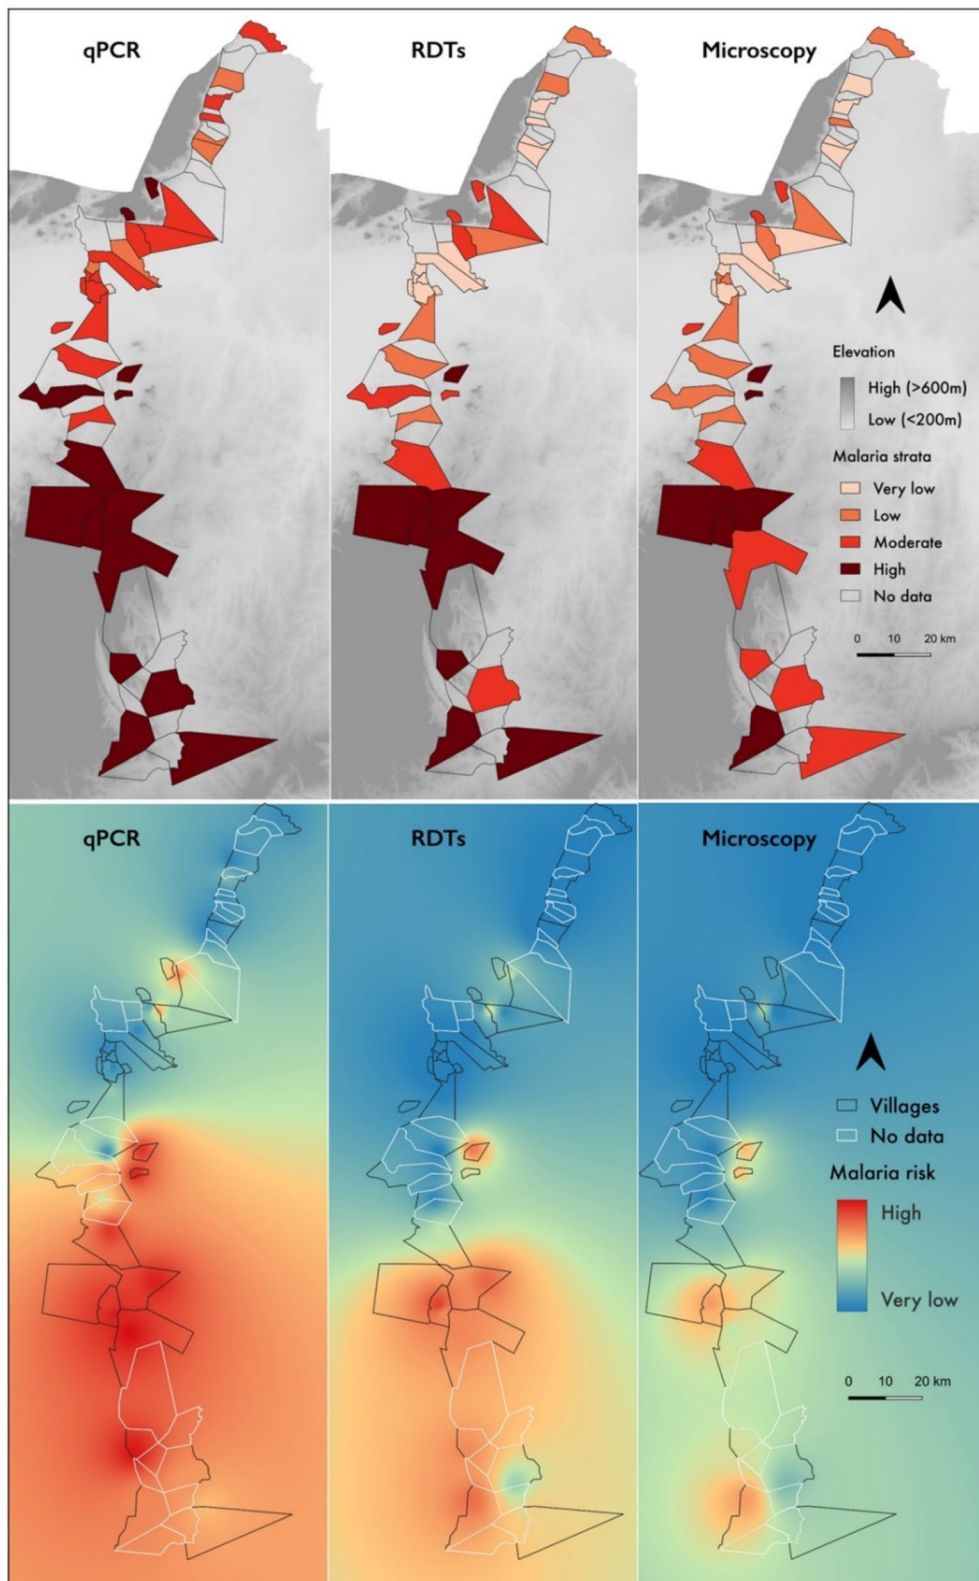 qPCR
RDTs
Microscopy
Elevation
High (>600m)
Low (<200m)
Malaria strata
Very low
Low
Moderate
High
No data
0 10 20 km
qPCR
RDTs
Microscopy
Villages
No data
Malaria risk
High
Very low
0 10 20 km